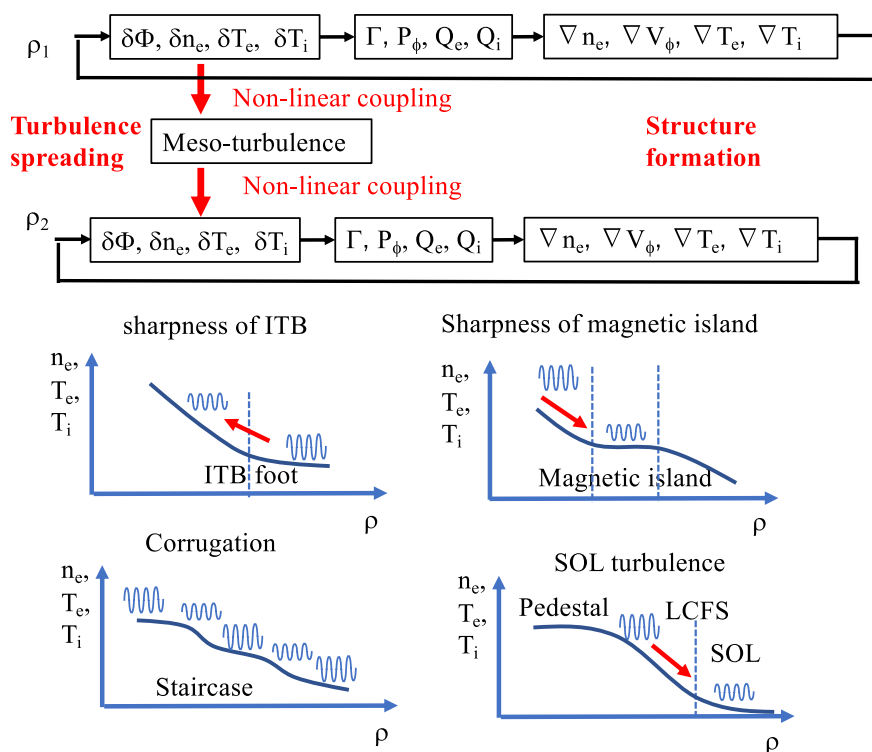 ρ1 δΦ, δne, δTe, δTi Γ, Pϕ, Qe, Qi ∇ne, ∇Vϕ, ∇Te, ∇Ti
Non-linear coupling
Turbulence spreading
Meso-turbulence
Structure formation
Non-linear coupling
ρ2 δΦ, δne, δTe, δTi Γ, Pϕ, Qe, Qi ∇ne, ∇Vϕ, ∇Te, ∇Ti
sharpness of ITB
ne,
Te,
Ti
ITB foot
ρ
Sharpness of magnetic island
ne,
Te,
Ti
Magnetic island
ρ
Corrugation
ne,
Te,
Ti
Staircase
ρ
SOL turbulence
ne,
Te,
Ti
Pedestal
LCFS
SOL
ρ